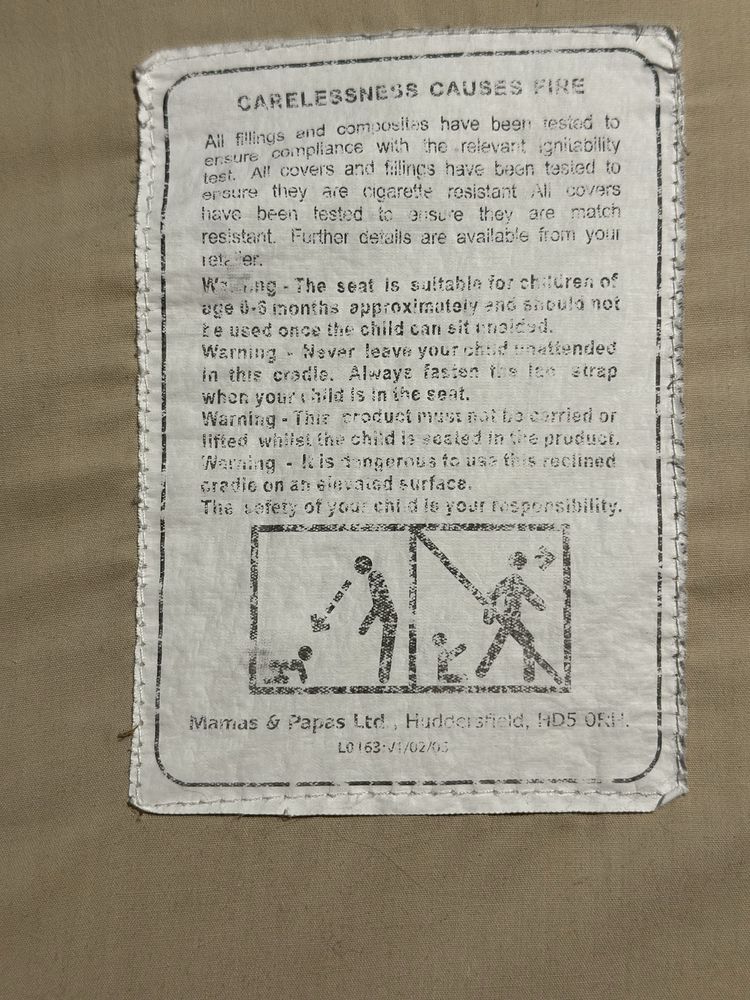 CARELESSNESS CAUSES FIRE
All fillings and composites have been tested to
ensure compliance with the relevant ignitability
test. All covers and fillings have been tested to
ensure they are cigarette resistant All covers
have been tested to ensure they are match
resistant. Further details are available from your
retailer.
Warning - The seat is suitable for children of
age 0-6 months approximately and should not
be used once the child can sit unaided.
Warning - Never leave your child unattended
in this cradle. Always fasten the lap strap
when your child is in the seat.
Warning - This product must not be carried or
lifted whilst the child is seated in the product.
Warning - It is dangerous to use this reclined
cradle on an elevated surface.
The safety of your child is your responsibility.
Mamas & Papas Ltd., Huddersfield, HD5 0RH.